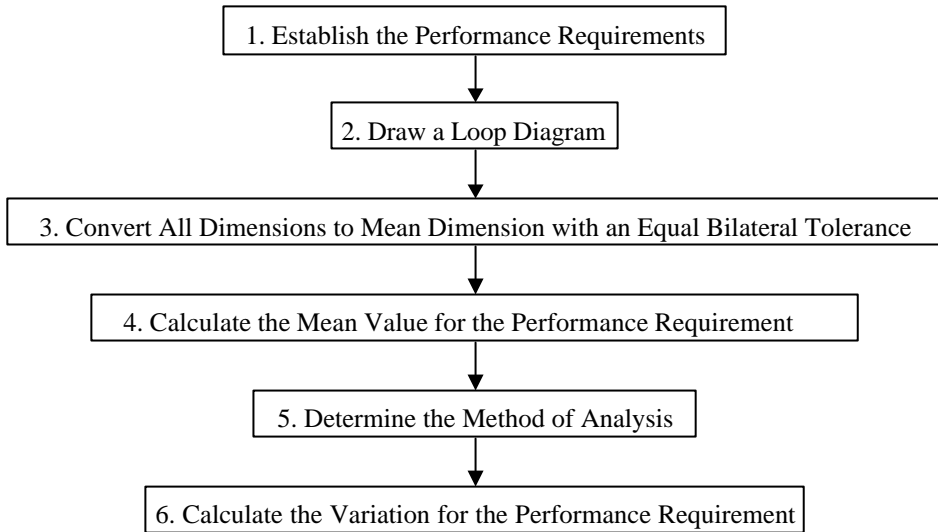 1. Establish the Performance Requirements
2. Draw a Loop Diagram
3. Convert All Dimensions to Mean Dimension with an Equal Bilateral Tolerance
4. Calculate the Mean Value for the Performance Requirement
5. Determine the Method of Analysis
6. Calculate the Variation for the Performance Requirement